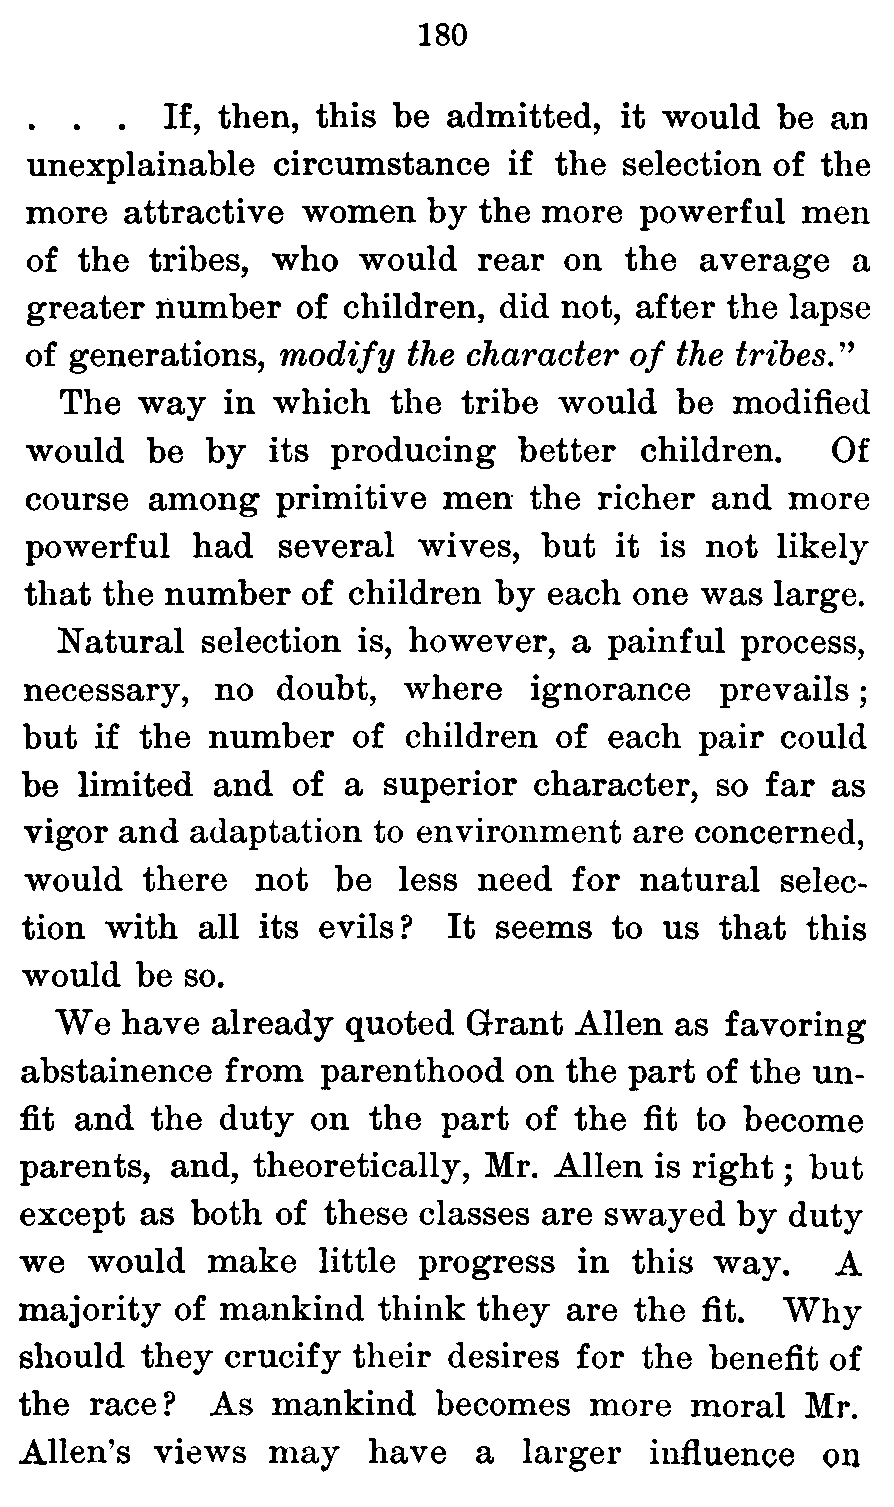 180
. . . If, then, this be admitted, it would be an
unexplainable circumstance if the selection of the
more attractive women by the more powerful men
of the tribes, who would rear on the average a
greater number of children, did not, after the lapse
of generations, modify the character of the tribes."
The way in which the tribe would be modified
would be by its producing better children. Of
course among primitive men the richer and more
powerful had several wives, but it is not likely
that the number of children by each one was large.
Natural selection is, however, a painful process,
necessary, no doubt, where ignorance prevails;
but if the number of children of each pair could
be limited and of a superior character, so far as
vigor and adaptation to environment are concerned,
would there not be less need for natural selec-
tion with all its evils? It seems to us that this
would be so.
We have already quoted Grant Allen as favoring
abstainence from parenthood on the part of the un-
fit and the duty on the part of the fit to become
parents, and, theoretically, Mr. Allen is right; but
except as both of these classes are swayed by duty
we would make little progress in this way. A
majority of mankind think they are the fit. Why
should they crucify their desires for the benefit of
the race? As mankind becomes more moral Mr.
Allen's views may have a larger influence on